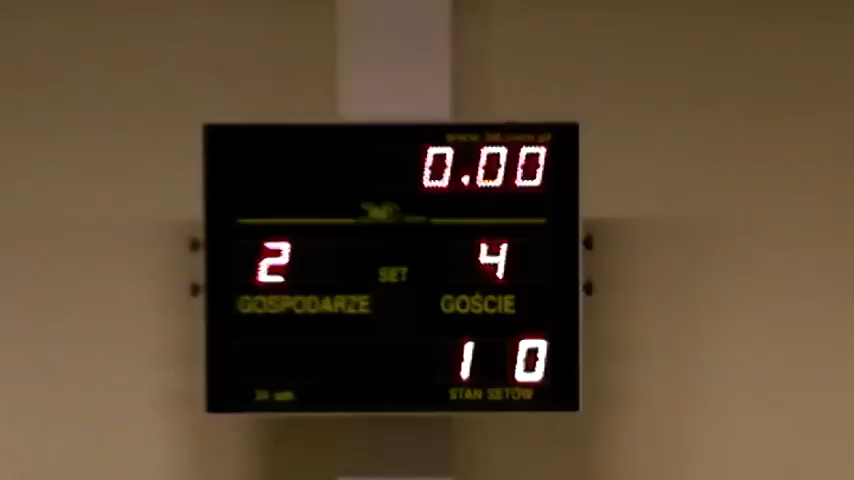 0.00
2 SET 4
GOSPODARZE GOŚCIE
1 0
STAN SETÓW